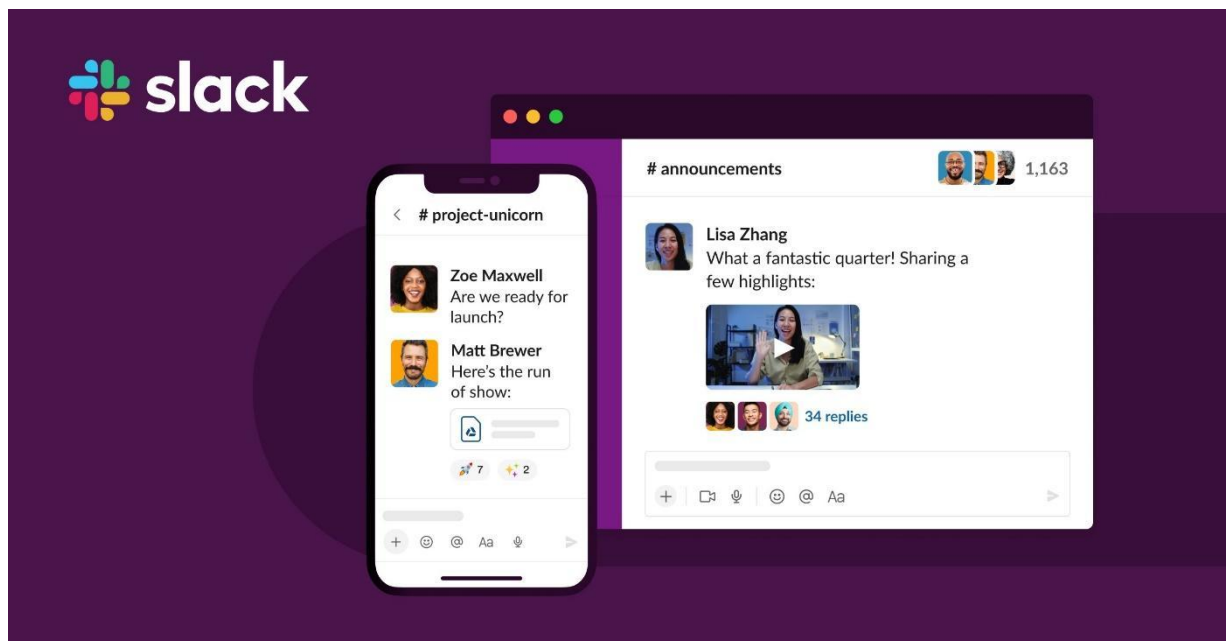 slack
# project-unicorn
Zoe Maxwell
Are we ready for
launch?
Matt Brewer
Here’s the run
of show:
7
2
+
@
Aa
# announcements
1,163
Lisa Zhang
What a fantastic quarter! Sharing a
few highlights:
34 replies
+
@
Aa